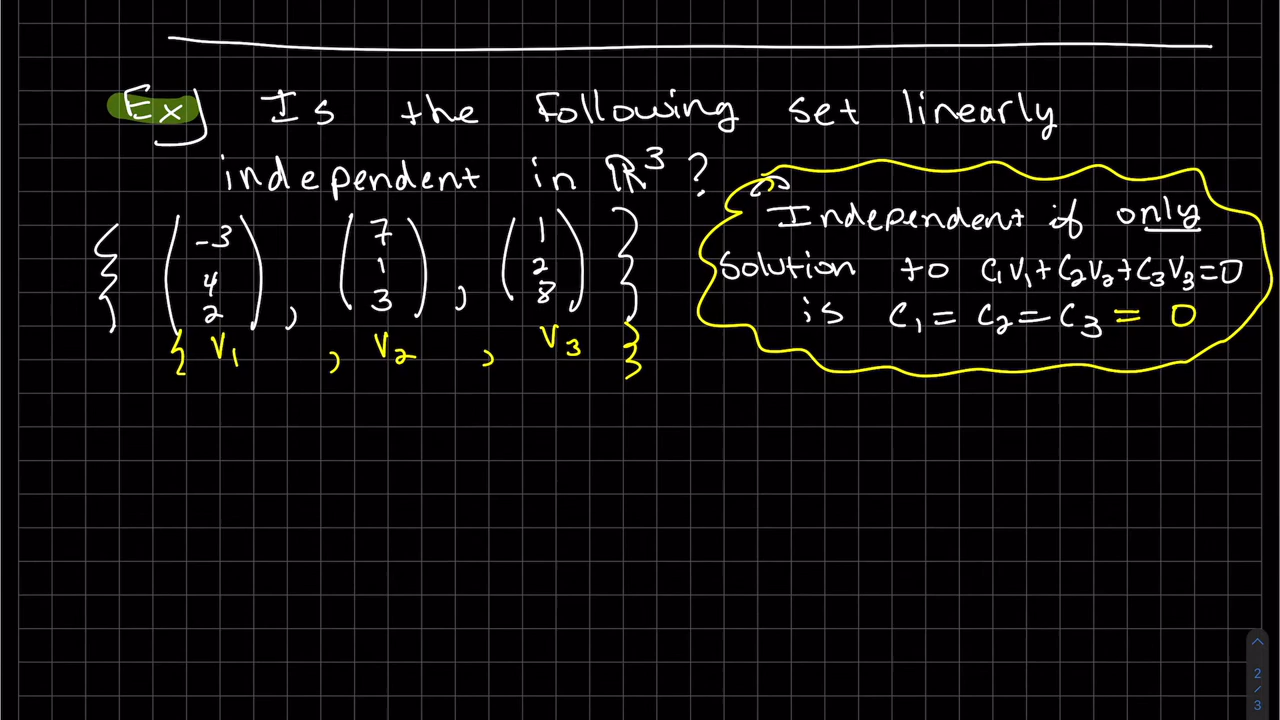 Ex) Is the following set linearly
independent in ℝ³?
{ (-3 4 2), (7 1 3), (1 2 8) }
{ V₁, V₂, V₃ }
Independent if only
solution to C₁V₁+C₂V₂+C₃V₃=0
is C₁ = C₂ = C₃ = 0
2
/
3